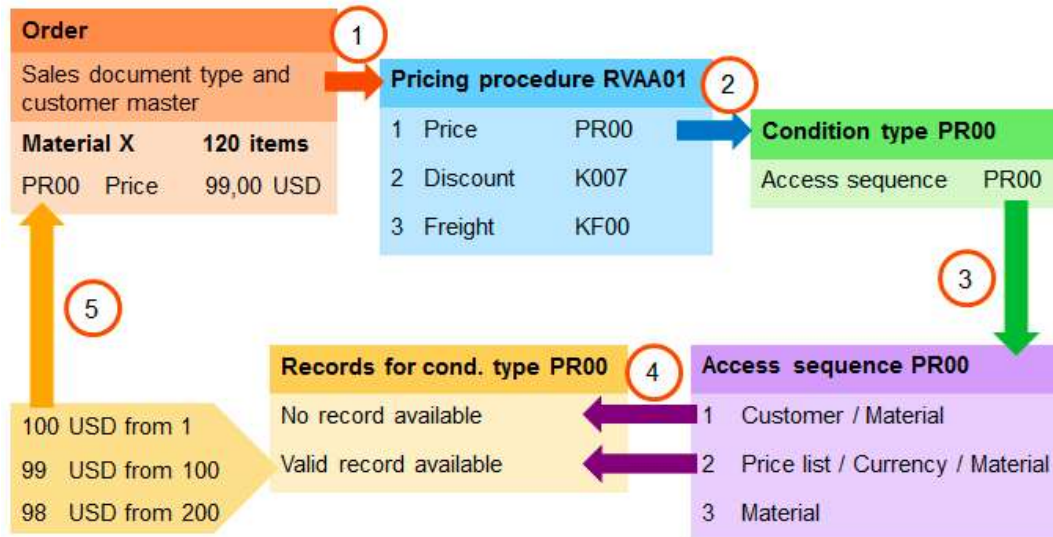 Order
1
Sales document type and
customer master
Material X 120 items
PR00 Price 99,00 USD
Pricing procedure RVAA01
2
1 Price PR00
2 Discount K007
3 Freight KF00
Condition type PR00
Access sequence PR00
3
Access sequence PR00
1 Customer / Material
2 Price list / Currency / Material
3 Material
4
Records for cond. type PR00
No record available
Valid record available
100 USD from 1
99 USD from 100
98 USD from 200
5